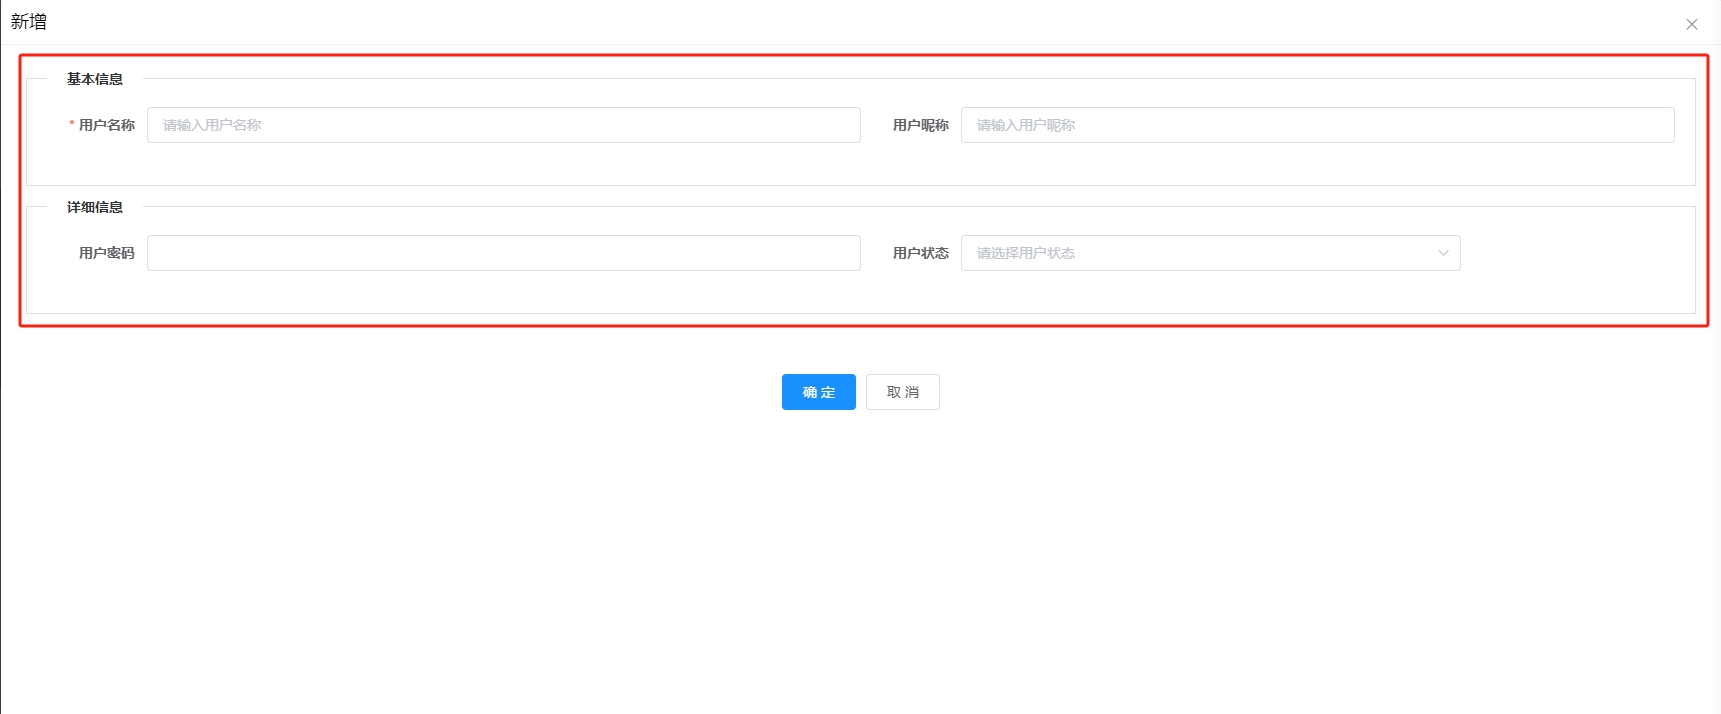 新增
基本信息
* 用户名称 请输入用户名称 用户昵称 请输入用户昵称
详细信息
用户密码 用户状态 请选择用户状态
确 定 取 消